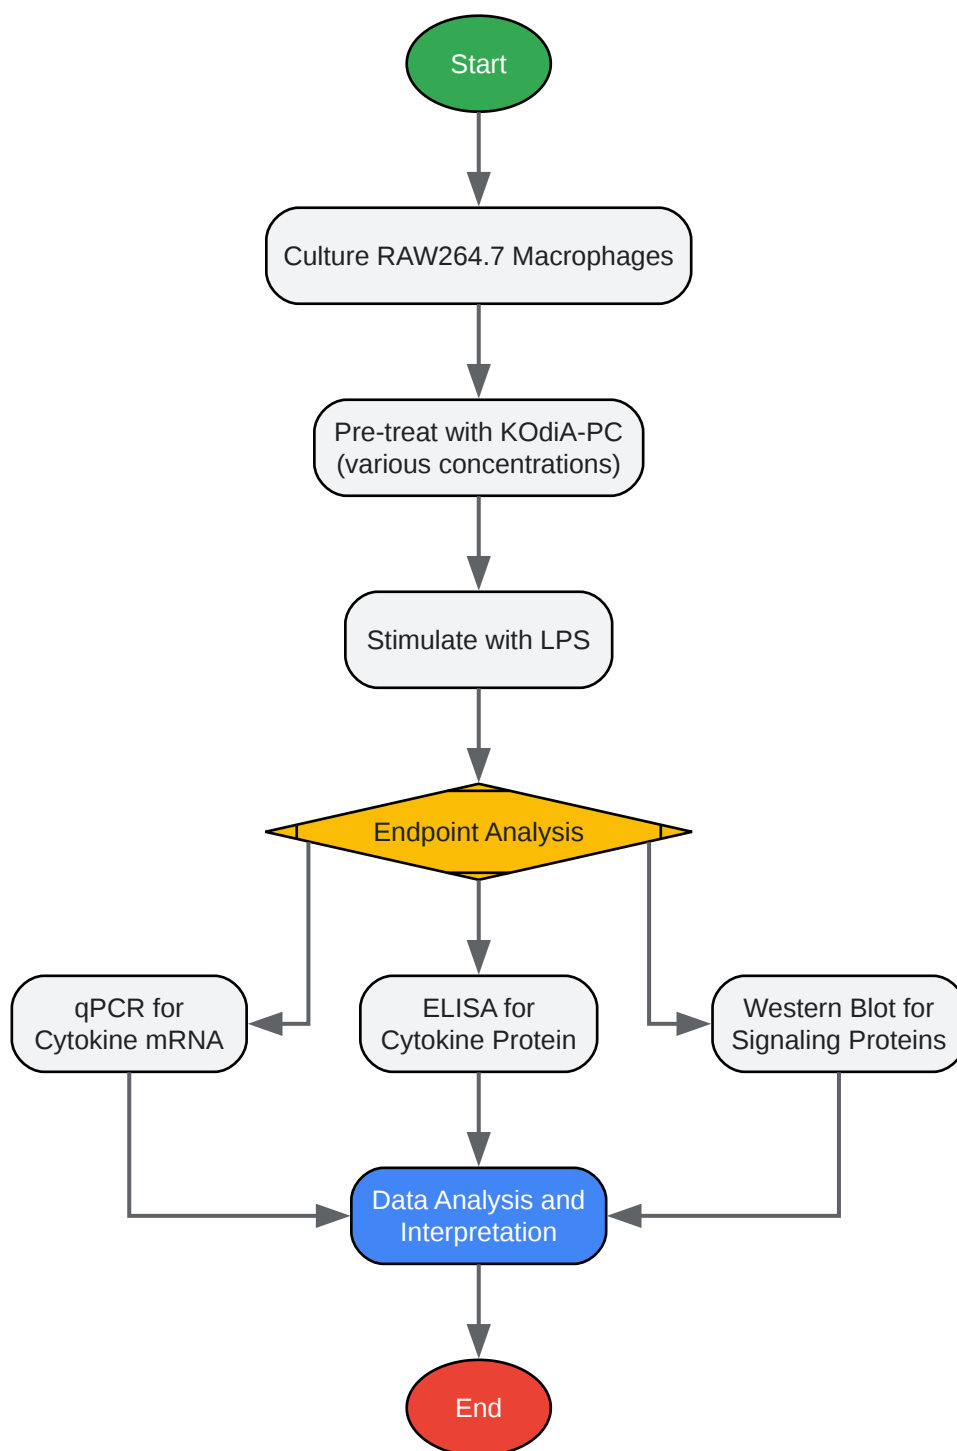 Start
Culture RAW264.7 Macrophages
Pre-treat with KOdiA-PC
(various concentrations)
Stimulate with LPS
Endpoint Analysis
qPCR for
Cytokine mRNA
ELISA for
Cytokine Protein
Western Blot for
Signaling Proteins
Data Analysis and
Interpretation
End